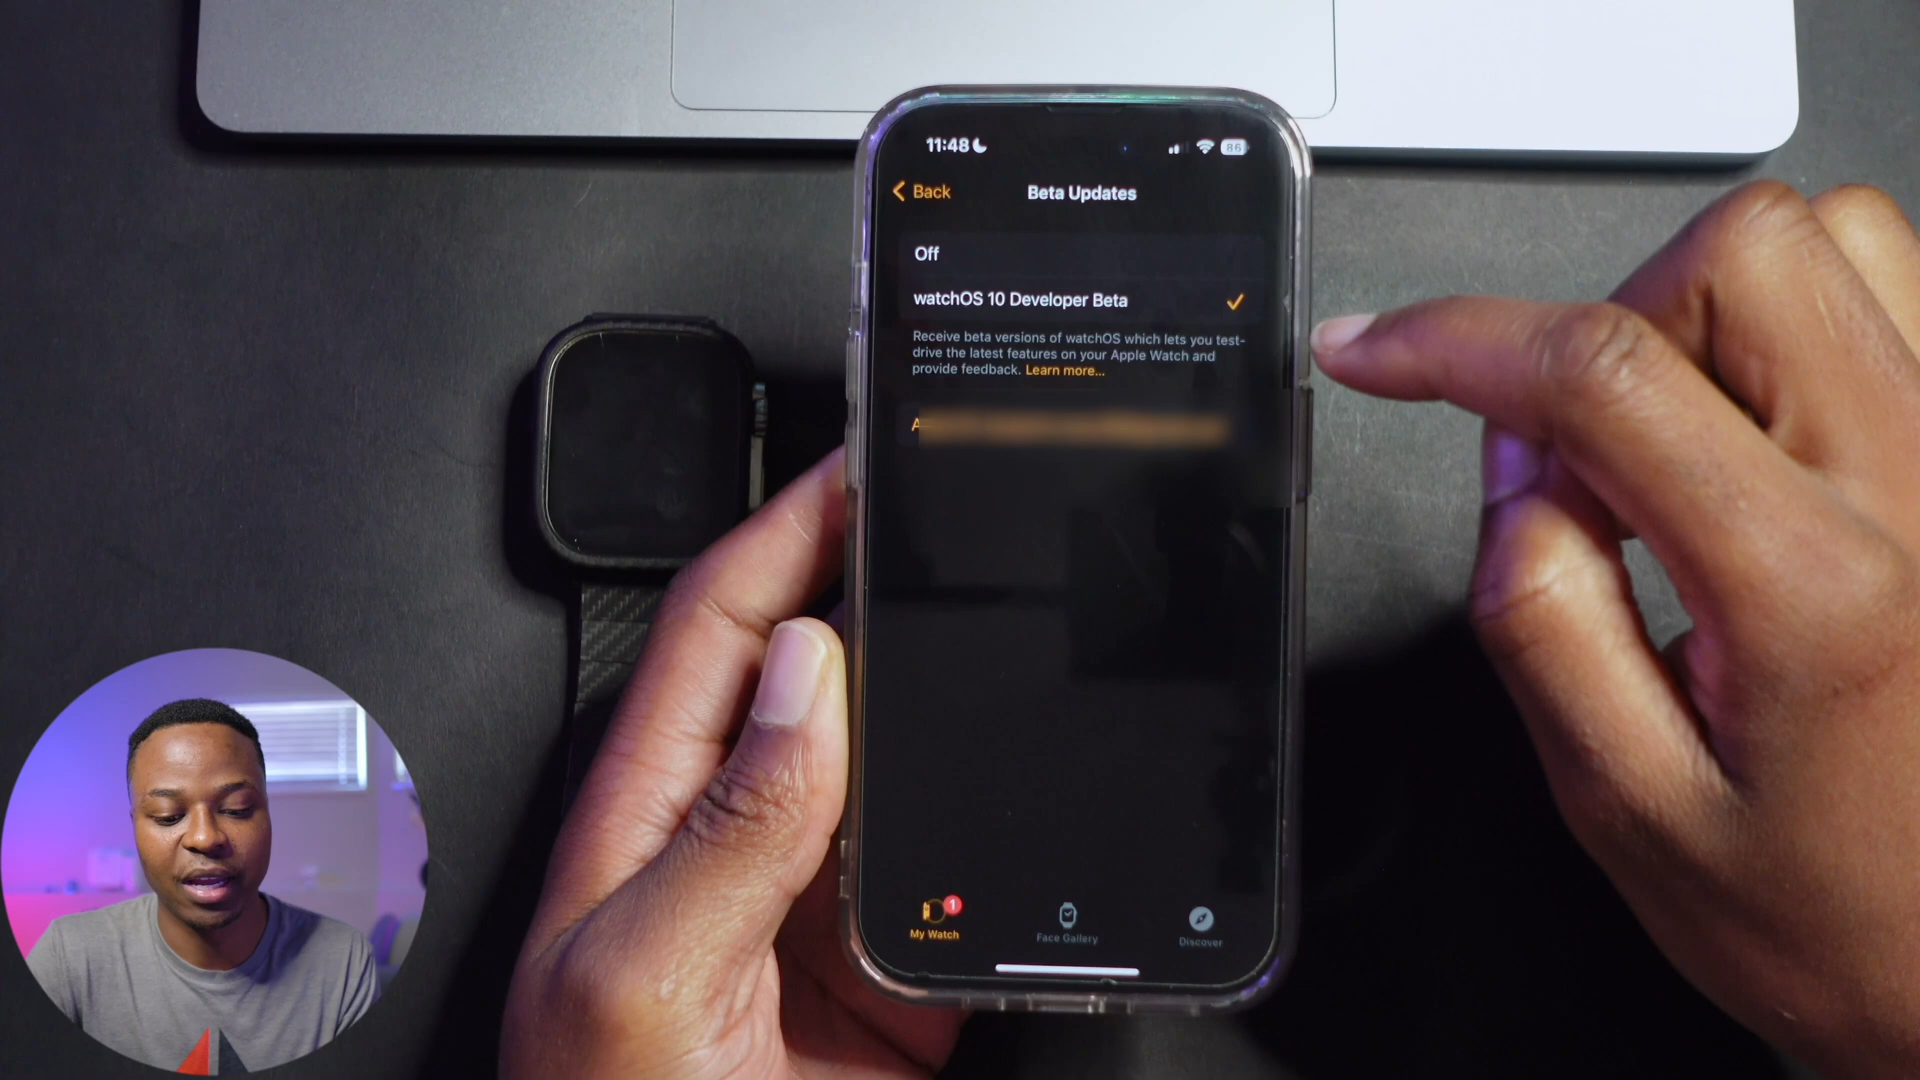 11:48
86
Back
Beta Updates
Off
watchOS 10 Developer Beta
Receive beta versions of watchOS which lets you test-
drive the latest features on your Apple Watch and
provide feedback. Learn more...
1
My Watch
Face Gallery
Discover